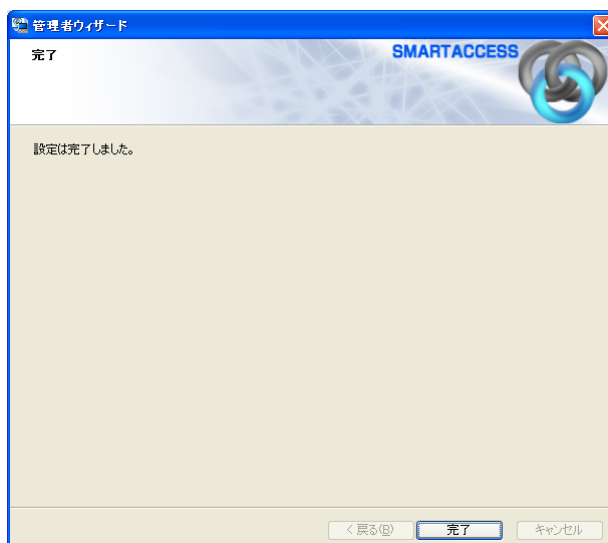 管理者ウィザード
完了
SMARTACCESS
設定は完了しました。
< 戻る(B)
完了
キャンセル